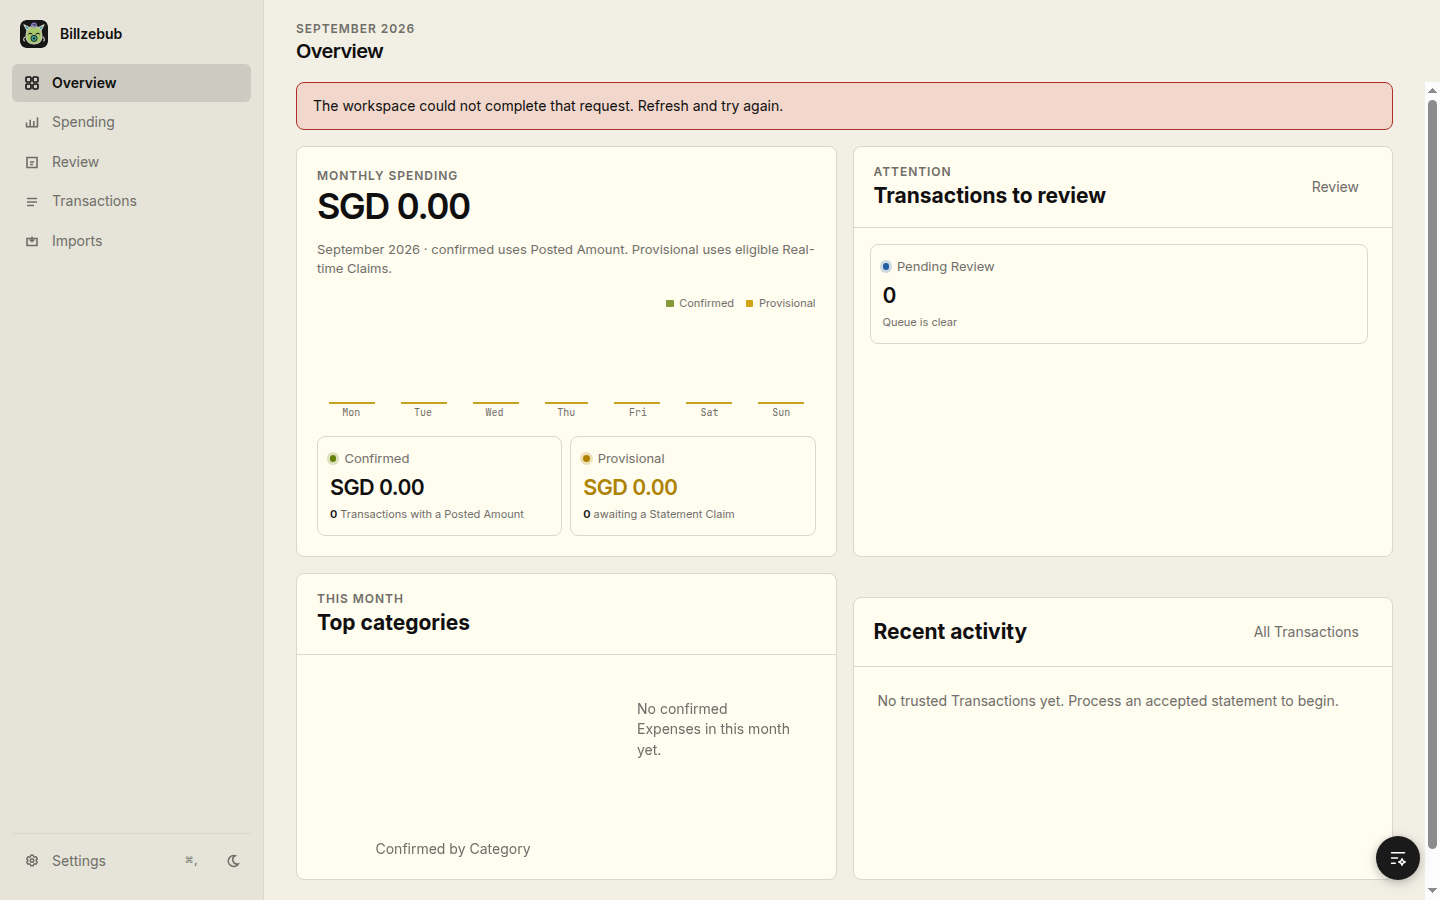 Billzebub
Overview
Spending
Review
Transactions
Imports
Settings
⌘,
SEPTEMBER 2026
Overview
The workspace could not complete that request. Refresh and try again.
MONTHLY SPENDING
SGD 0.00
September 2026 · confirmed uses Posted Amount. Provisional uses eligible Real-
time Claims.
Confirmed Provisional
Mon Tue Wed Thu Fri Sat Sun
Confirmed
SGD 0.00
0 Transactions with a Posted Amount
Provisional
SGD 0.00
0 awaiting a Statement Claim
ATTENTION
Transactions to review
Review
Pending Review
0
Queue is clear
THIS MONTH
Top categories
No confirmed
Expenses in this month
yet.
Confirmed by Category
Recent activity
All Transactions
No trusted Transactions yet. Process an accepted statement to begin.